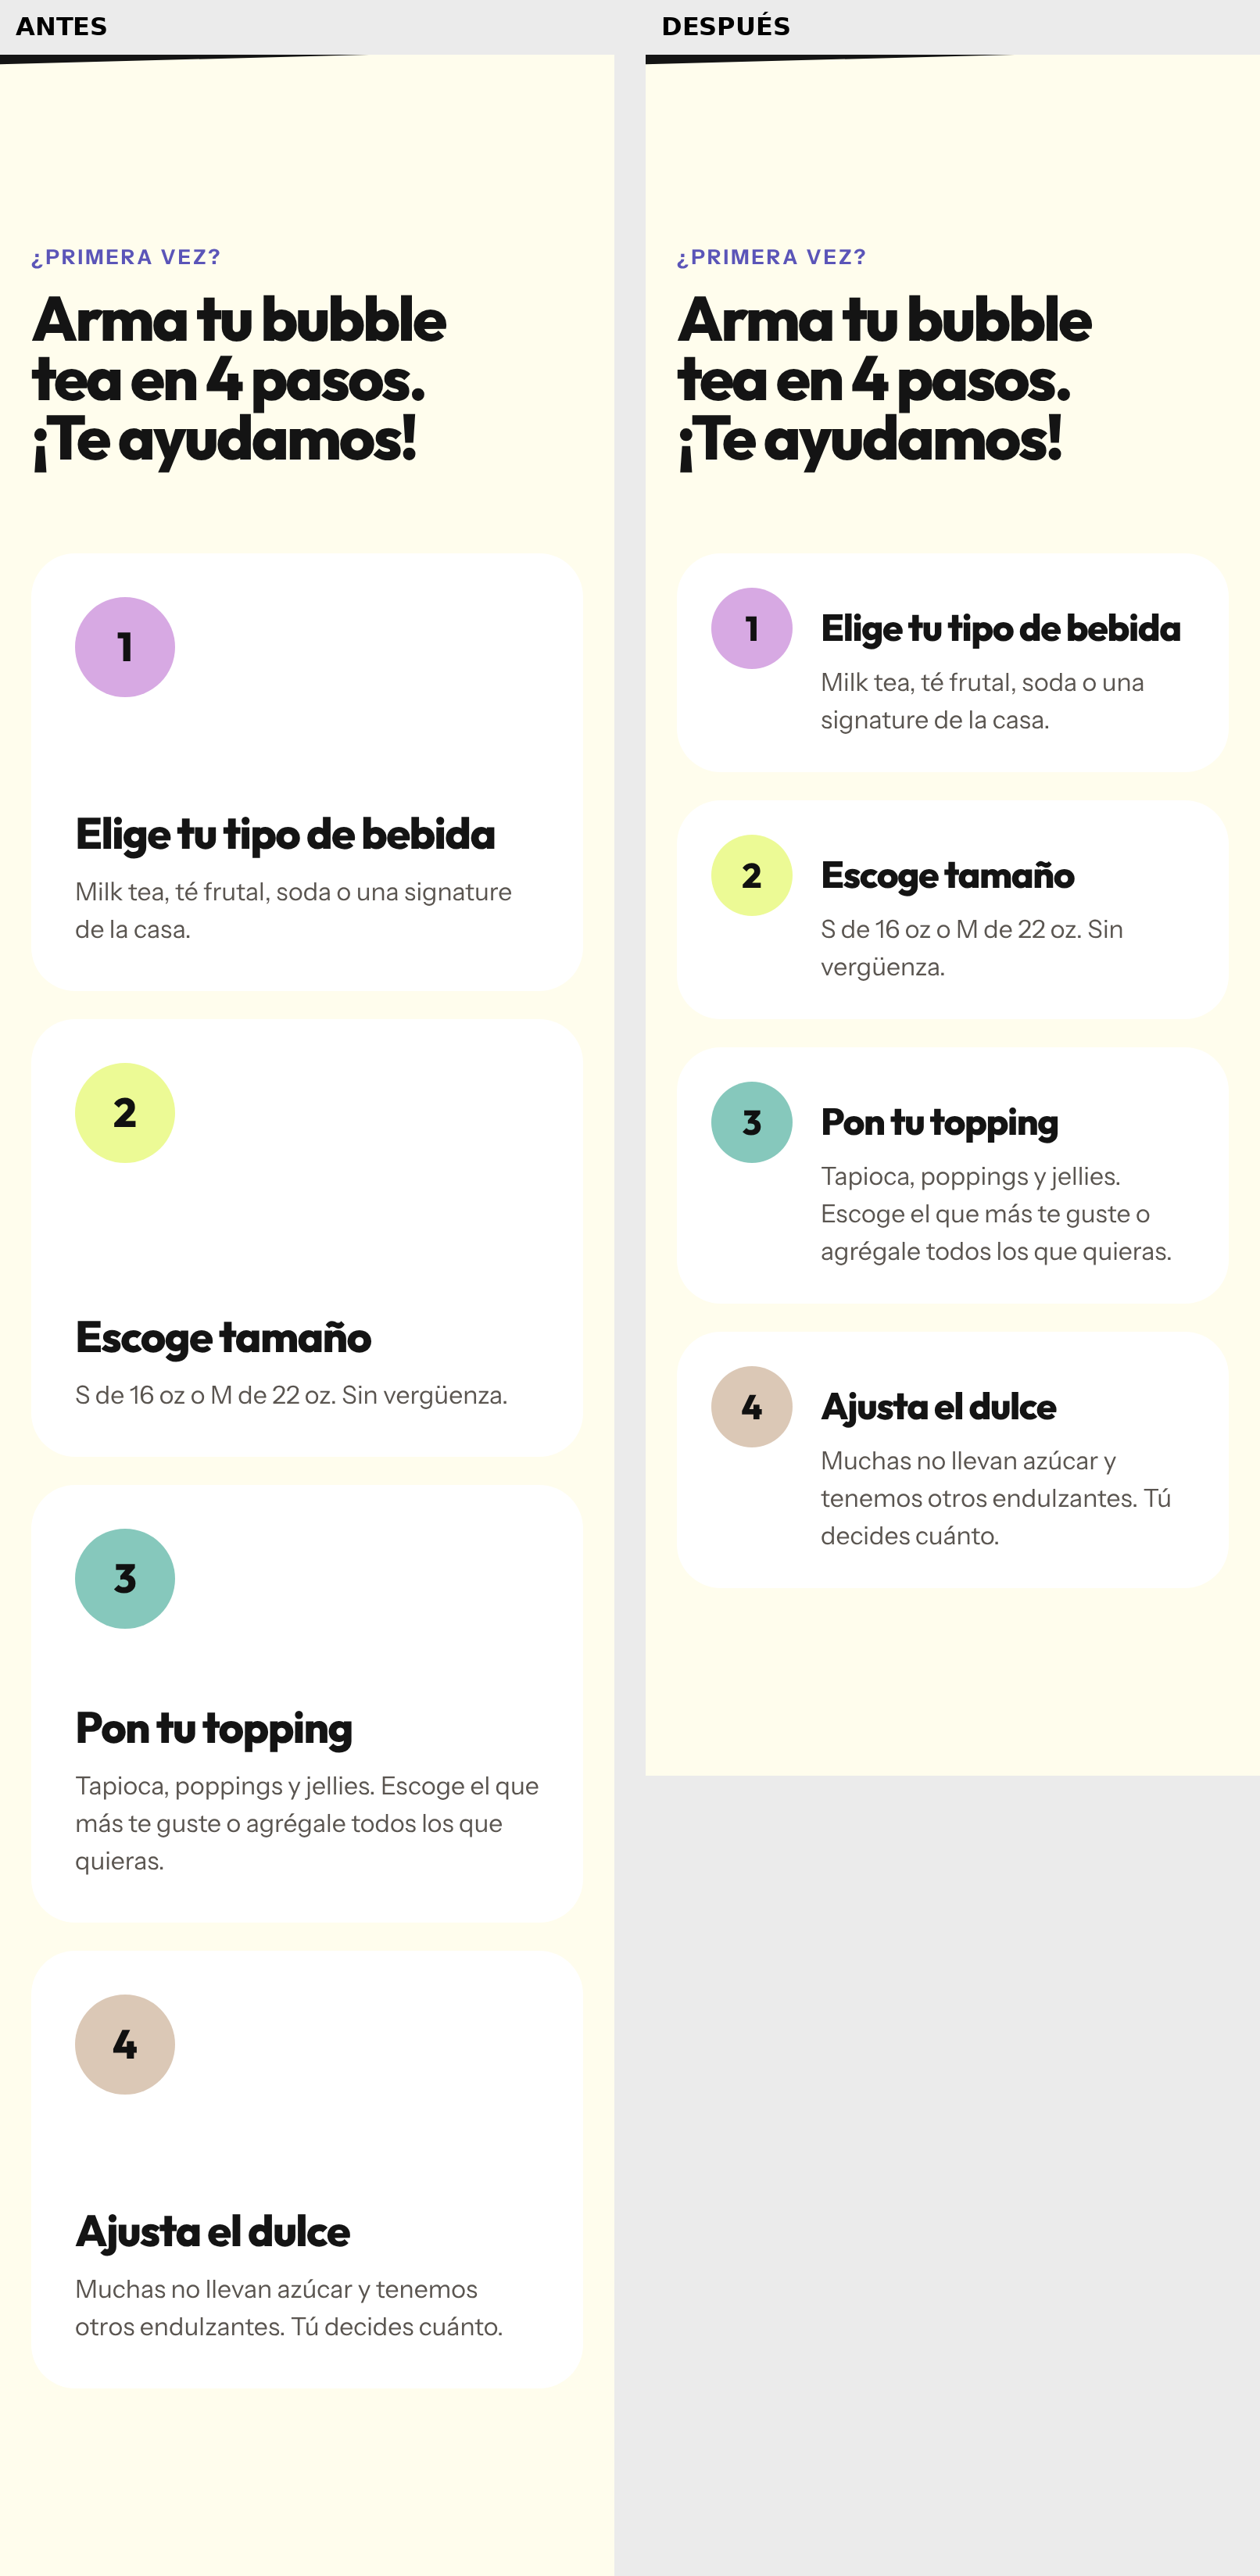 ANTES
¿PRIMERA VEZ?
Arma tu bubble
tea en 4 pasos.
¡Te ayudamos!
1
Elige tu tipo de bebida
Milk tea, té frutal, soda o una signature
de la casa.
2
Escoge tamaño
S de 16 oz o M de 22 oz. Sin vergüenza.
3
Pon tu topping
Tapioca, poppings y jellies. Escoge el que
más te guste o agrégale todos los que
quieras.
4
Ajusta el dulce
Muchas no llevan azúcar y tenemos
otros endulzantes. Tú decides cuánto.
DESPUÉS
¿PRIMERA VEZ?
Arma tu bubble
tea en 4 pasos.
¡Te ayudamos!
1
Elige tu tipo de bebida
Milk tea, té frutal, soda o una
signature de la casa.
2
Escoge tamaño
S de 16 oz o M de 22 oz. Sin
vergüenza.
3
Pon tu topping
Tapioca, poppings y jellies.
Escoge el que más te guste o
agrégale todos los que quieras.
4
Ajusta el dulce
Muchas no llevan azúcar y
tenemos otros endulzantes. Tú
decides cuánto.